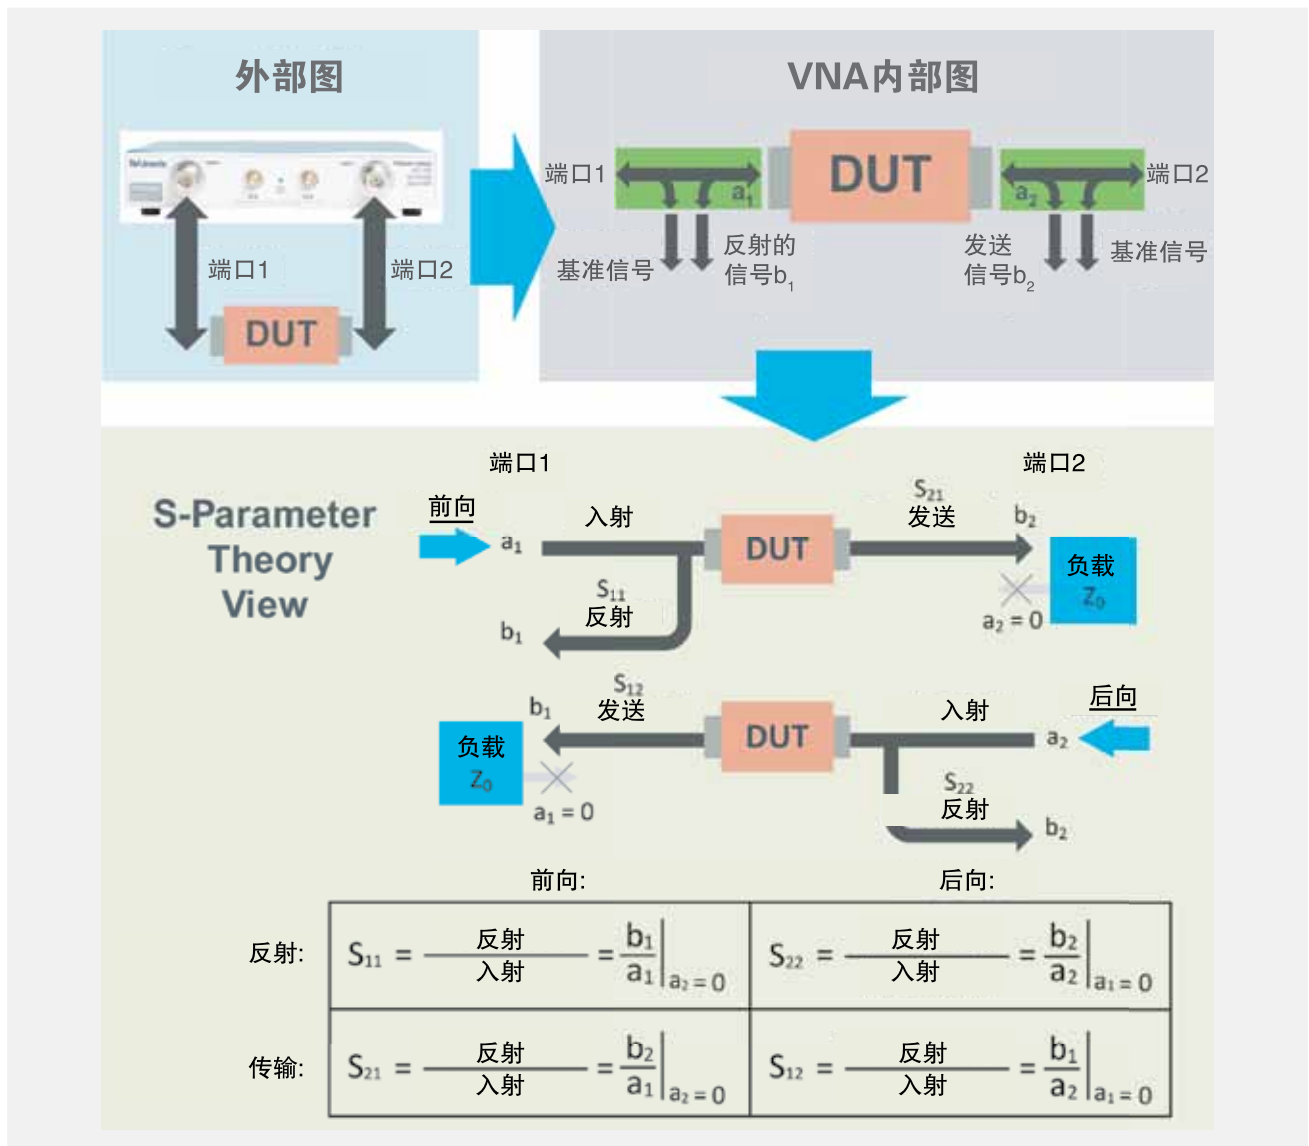 外部图
端口1
端口2
DUT
VNA内部图
端口1
a1
DUT
a2
端口2
基准信号
反射的
信号b1
发送
信号b2
基准信号
S-Parameter
Theory
View
端口1
端口2
前向
a1
入射
DUT
S21
发送
b2
负载
Z0
a2 = 0
S11
反射
b1
负载
Z0
a1 = 0
b1
S12
发送
DUT
入射
a2
后向
S22
反射
b2
前向:
后向:
反射:
S11 = 反射/入射 = b1/a1 | a2 = 0
S22 = 反射/入射 = b2/a2 | a1 = 0
传输:
S21 = 反射/入射 = b2/a1 | a2 = 0
S12 = 反射/入射 = b1/a2 | a1 = 0